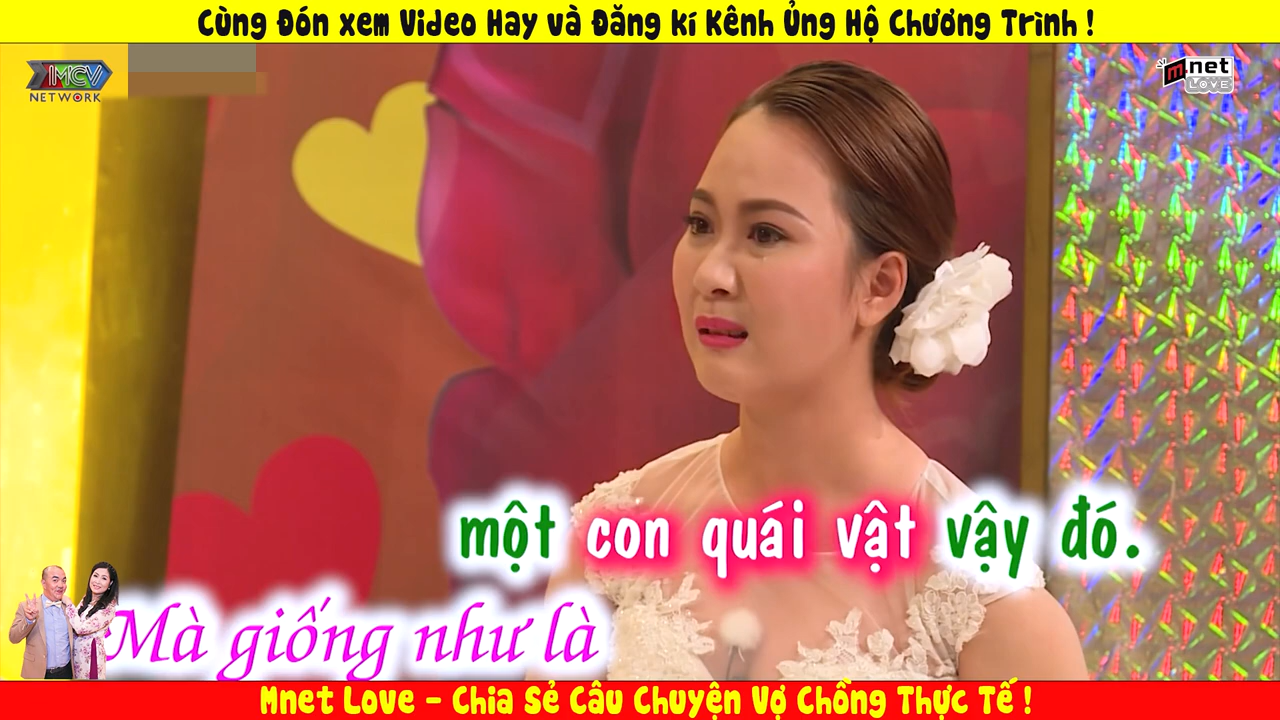 Cùng Đón xem Video Hay và Đăng kí Kênh Ủng Hộ Chương Trình !
MCV
NETWORK
m.net
LOVE
một con quái vật vậy đó.
Mà giống như là
Mnet Love - Chia Sẻ Câu Chuyện Vợ Chồng Thực Tế !